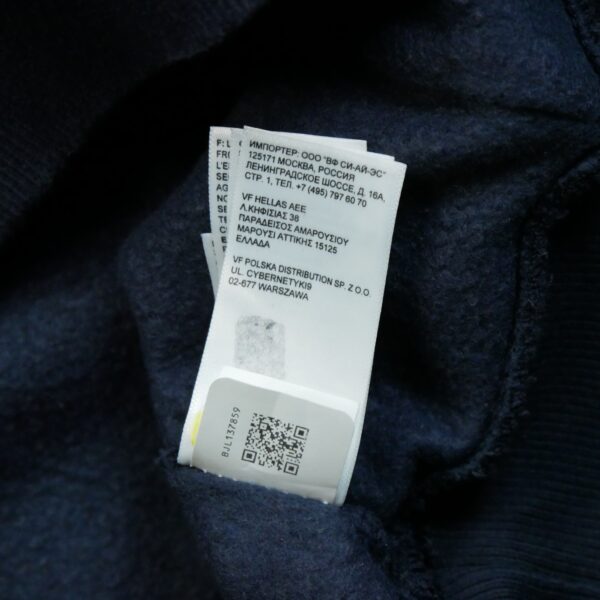 ИМПОРТЕР: ООО "ВФ СИ-АЙ-ЭС"
125171 МОСКВА, РОССИЯ
ЛЕНИНГРАДСКОЕ ШОССЕ, Д. 16А,
СТР. 1, ТЕЛ. +7 (495) 797 60 70
VF HELLAS AEE
Λ.ΚΗΦΙΣΙΑΣ 38
ΠΑΡΑΔΕΙΣΟΣ ΑΜΑΡΟΥΣΙΟΥ
ΜΑΡΟΥΣΙ ΑΤΤΙΚΗΣ 15125
ΕΛΛΑΔΑ
VF POLSKA DISTRIBUTION SP. Z O.O.
UL. CYBERNETYKI9
02-677 WARSZAWA
8JL137859